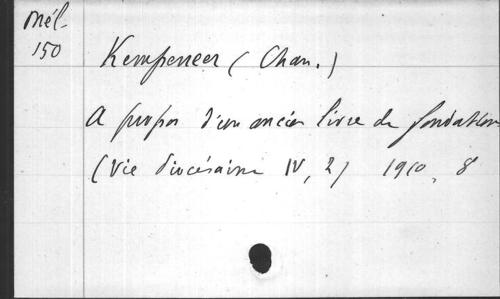 Mél.
150
Kempeneer (Chan.)
A propos d'un ancien livre de fondation
(Vie diocésaine IV, 2) 1910, 8